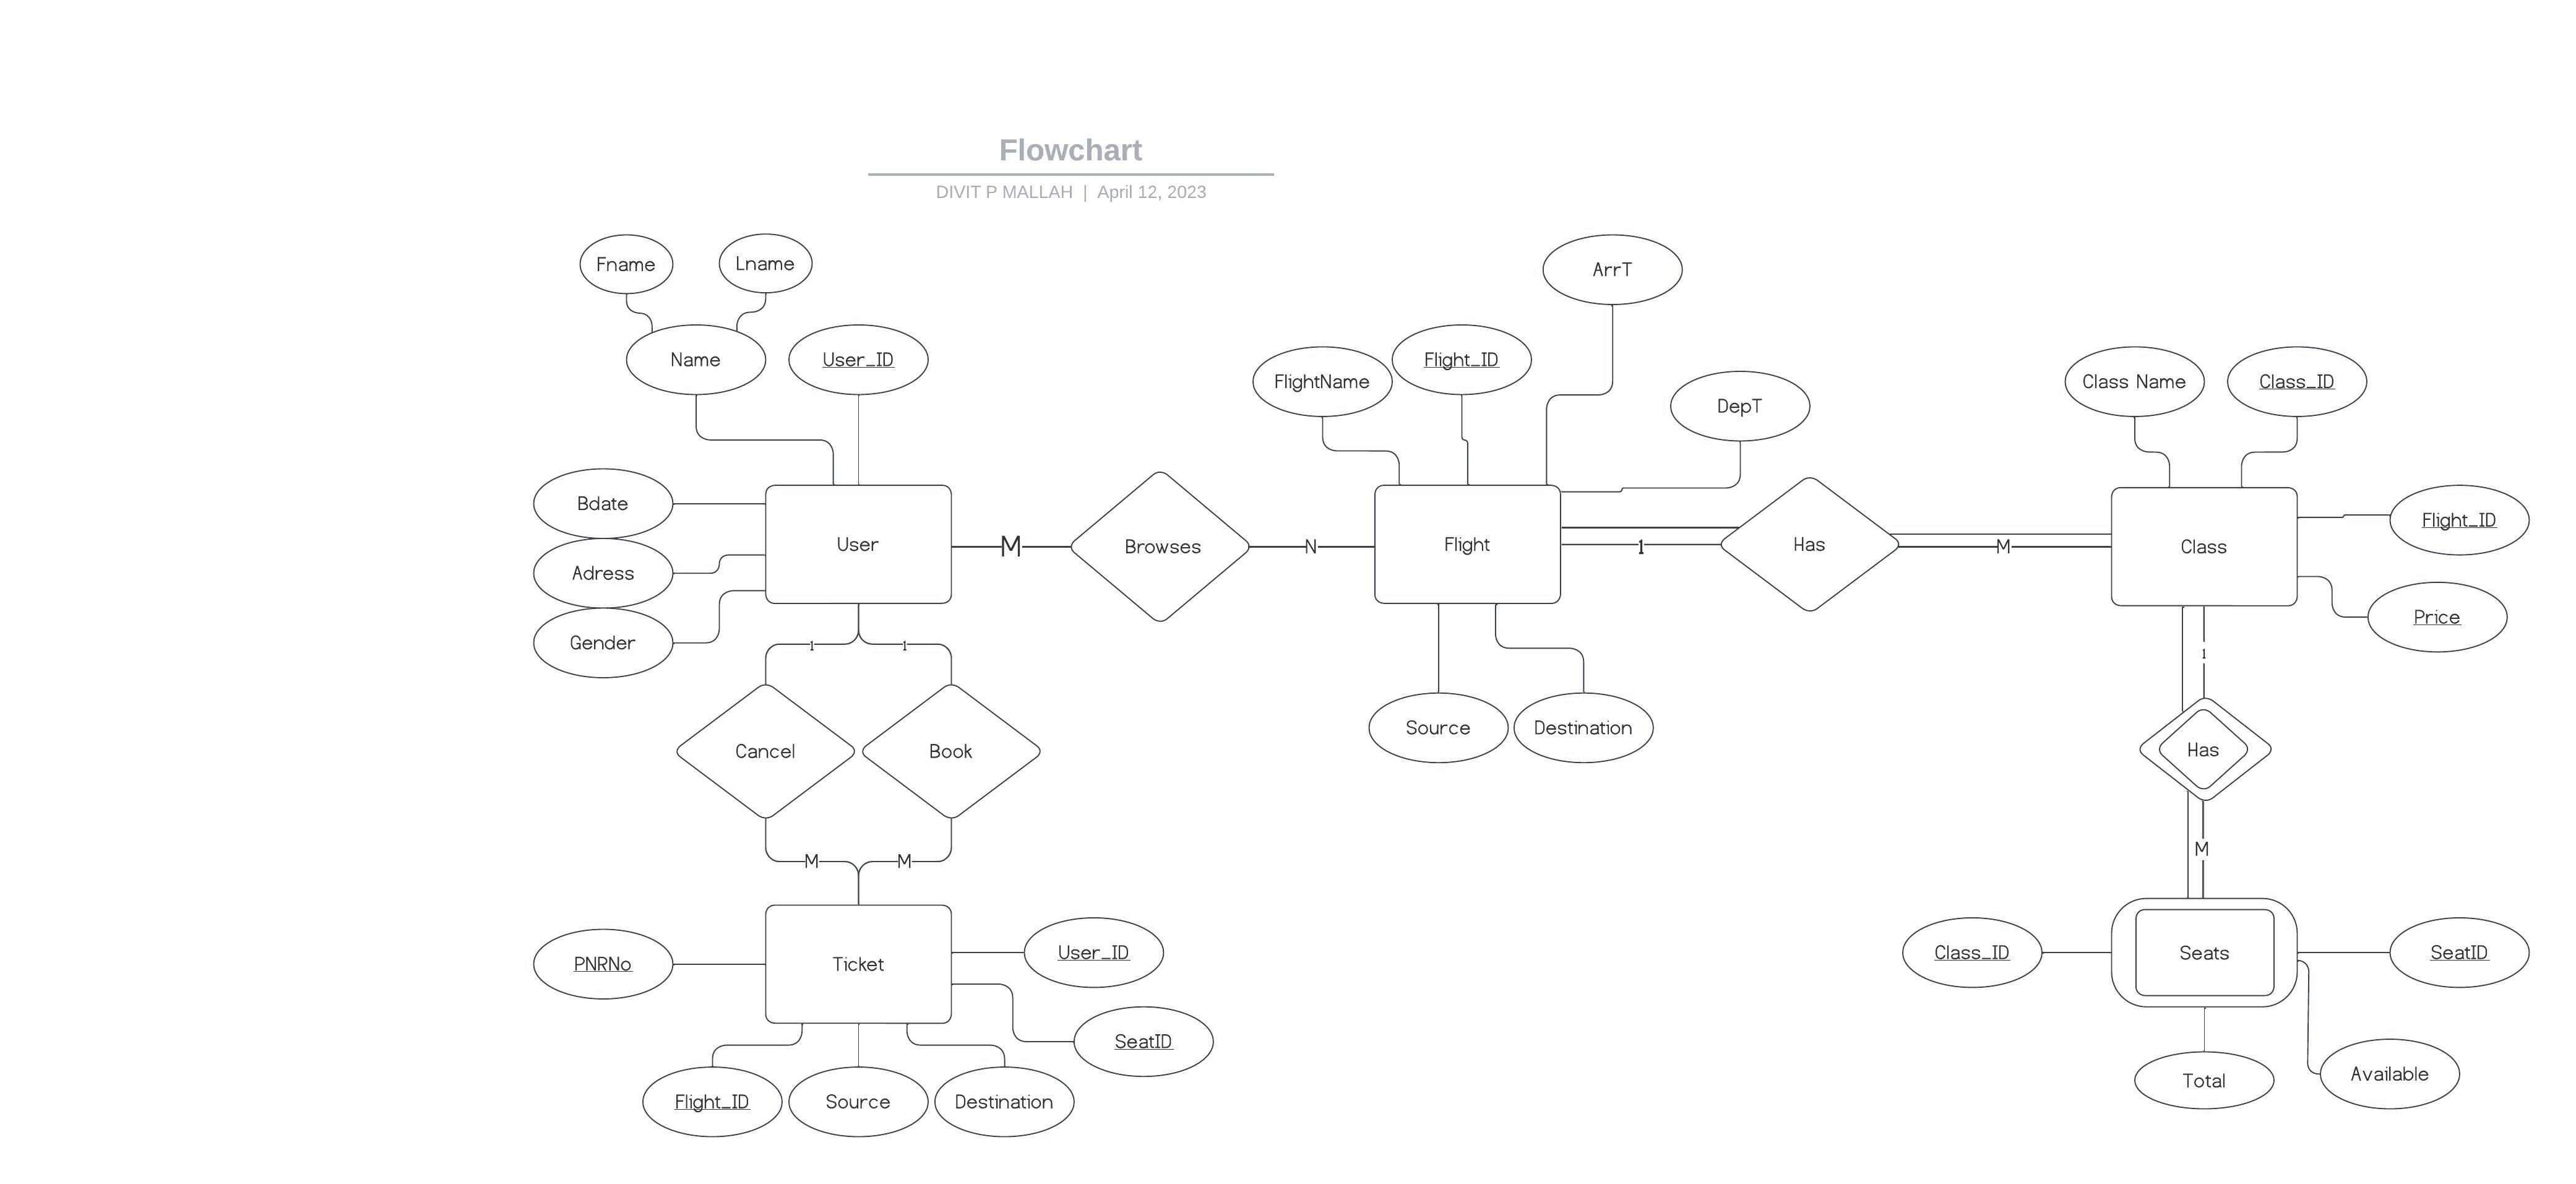 Flowchart
DIVIT P MALLAH | April 12, 2023
Fname
Lname
ArrT
Name
User_ID
FlightName
Flight_ID
DepT
Class Name
Class_ID
Bdate
Adress
Gender
User
M
Browses
N
Flight
1
Has
M
Class
Flight_ID
Price
1
1
1
Source
Destination
Cancel
Book
Has
M
M
M
PNRNo
Ticket
User_ID
SeatID
Class_ID
Seats
SeatID
Flight_ID
Source
Destination
Total
Available